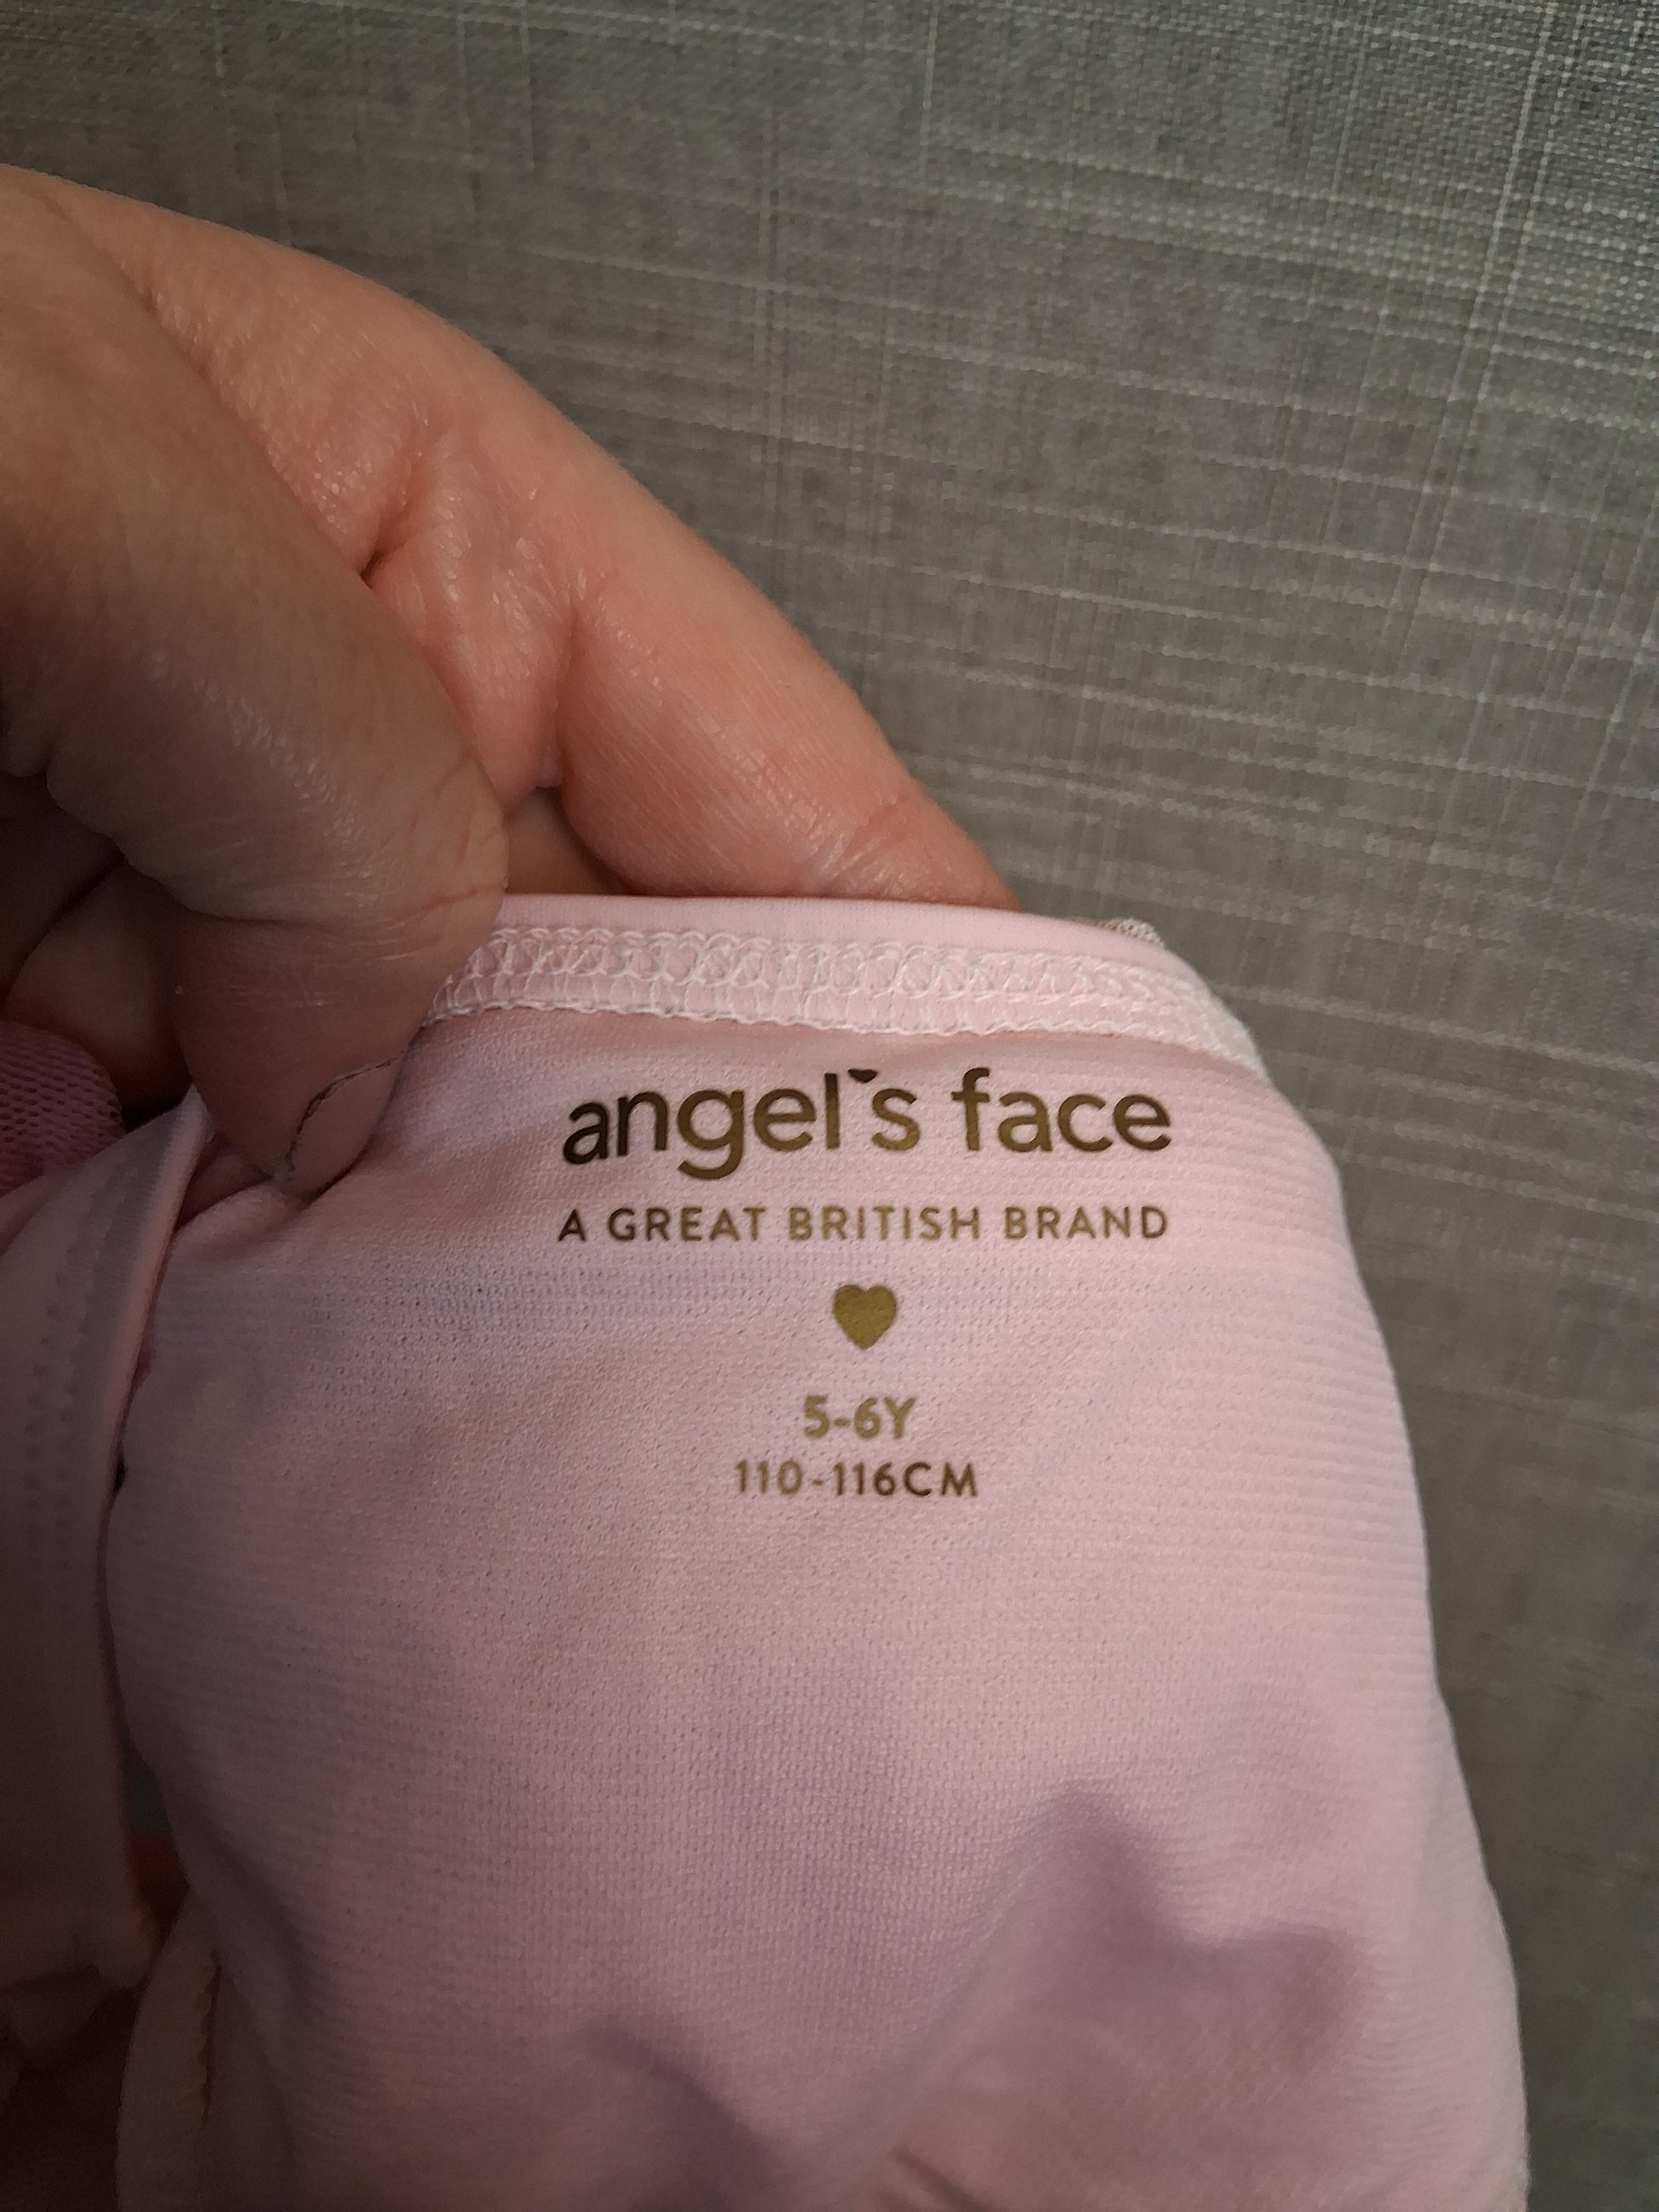 angel's face
A GREAT BRITISH BRAND
5-6Y
110-116CM